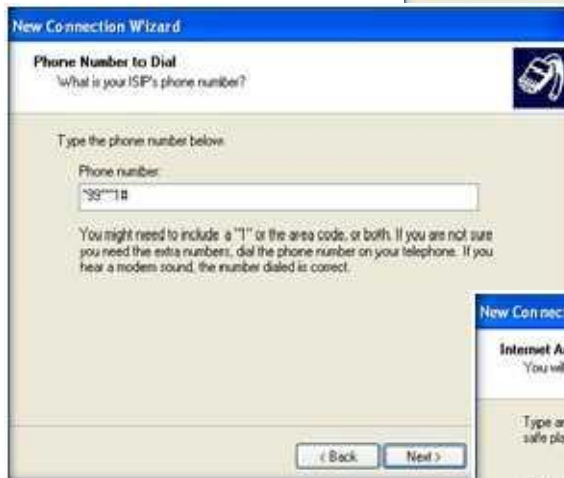 New Connection Wizard
Phone Number to Dial
What is your ISP's phone number?
Type the phone number below.
Phone number:
*99***1#
You might need to include a "1" or the area code, or both. If you are not sure
you need the extra numbers, dial the phone number on your telephone. If you
hear a modem sound, the number dialed is correct.
< Back
Next >
New Connec
Internet A
You wil
Type an
safe pla